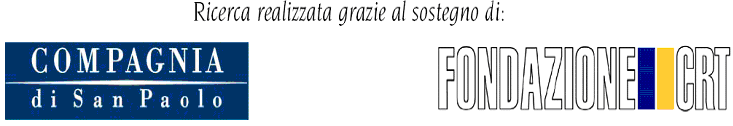 Ricerca realizzata grazie al sostegno di:
COMPAGNIA
di San Paolo
FONDAZIONE CRT